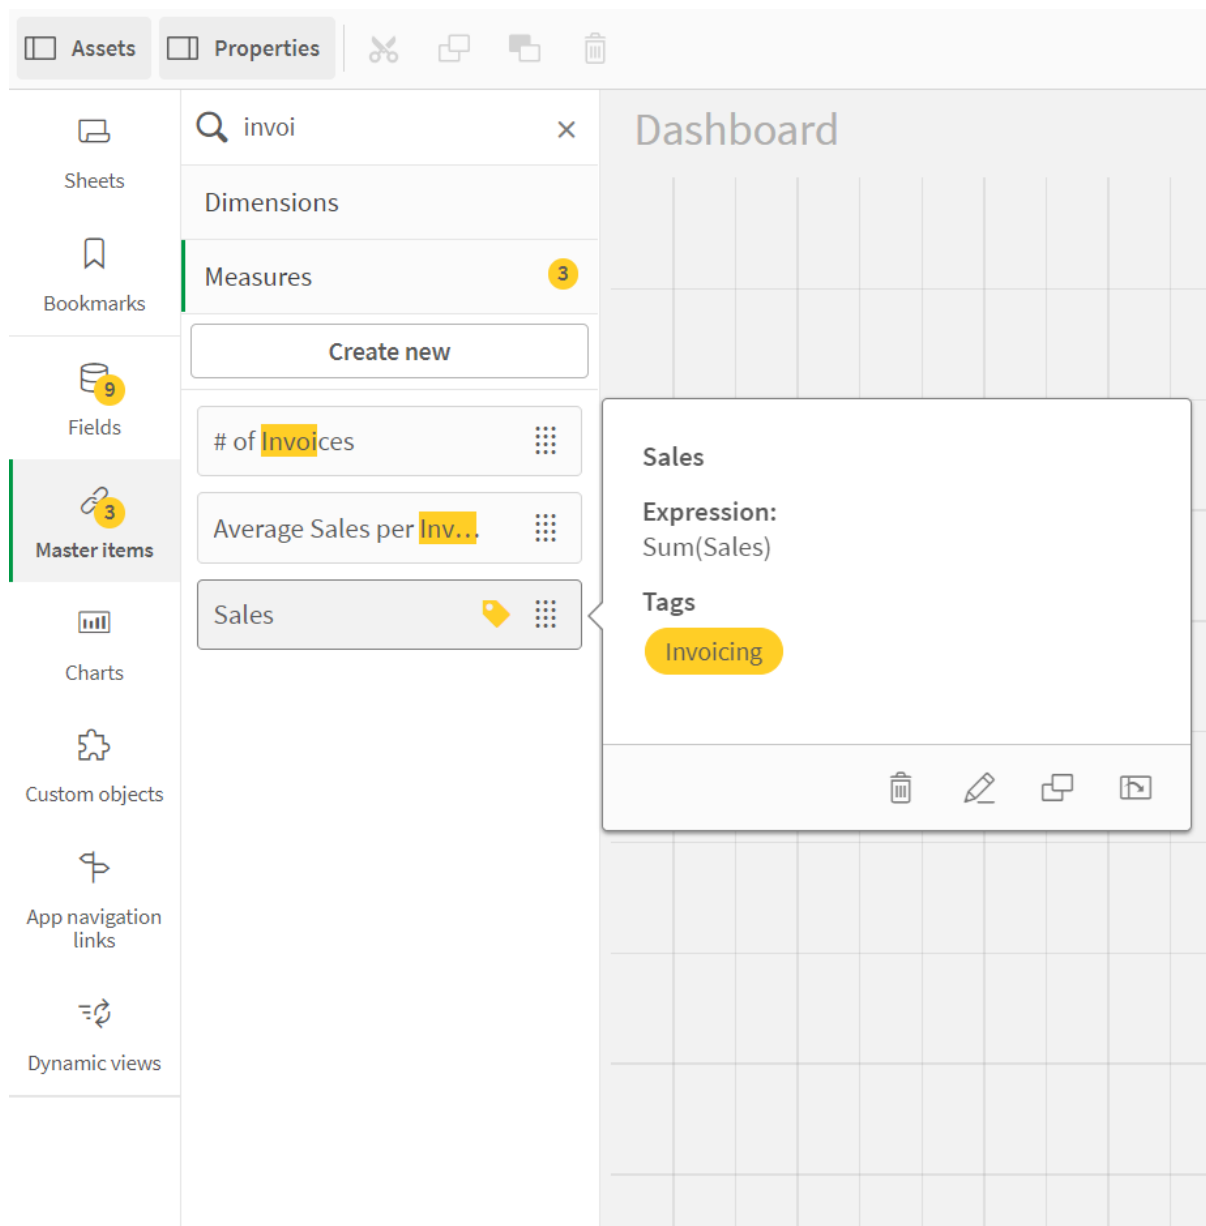 Assets
Properties
invoi
Dashboard
Sheets
Dimensions
Measures
3
Bookmarks
Create new
9
Fields
# of Invoices
3
Master items
Average Sales per Inv...
Sales
Sales
Expression:
Sum(Sales)
Tags
Invoicing
Charts
Custom objects
App navigation
links
Dynamic views